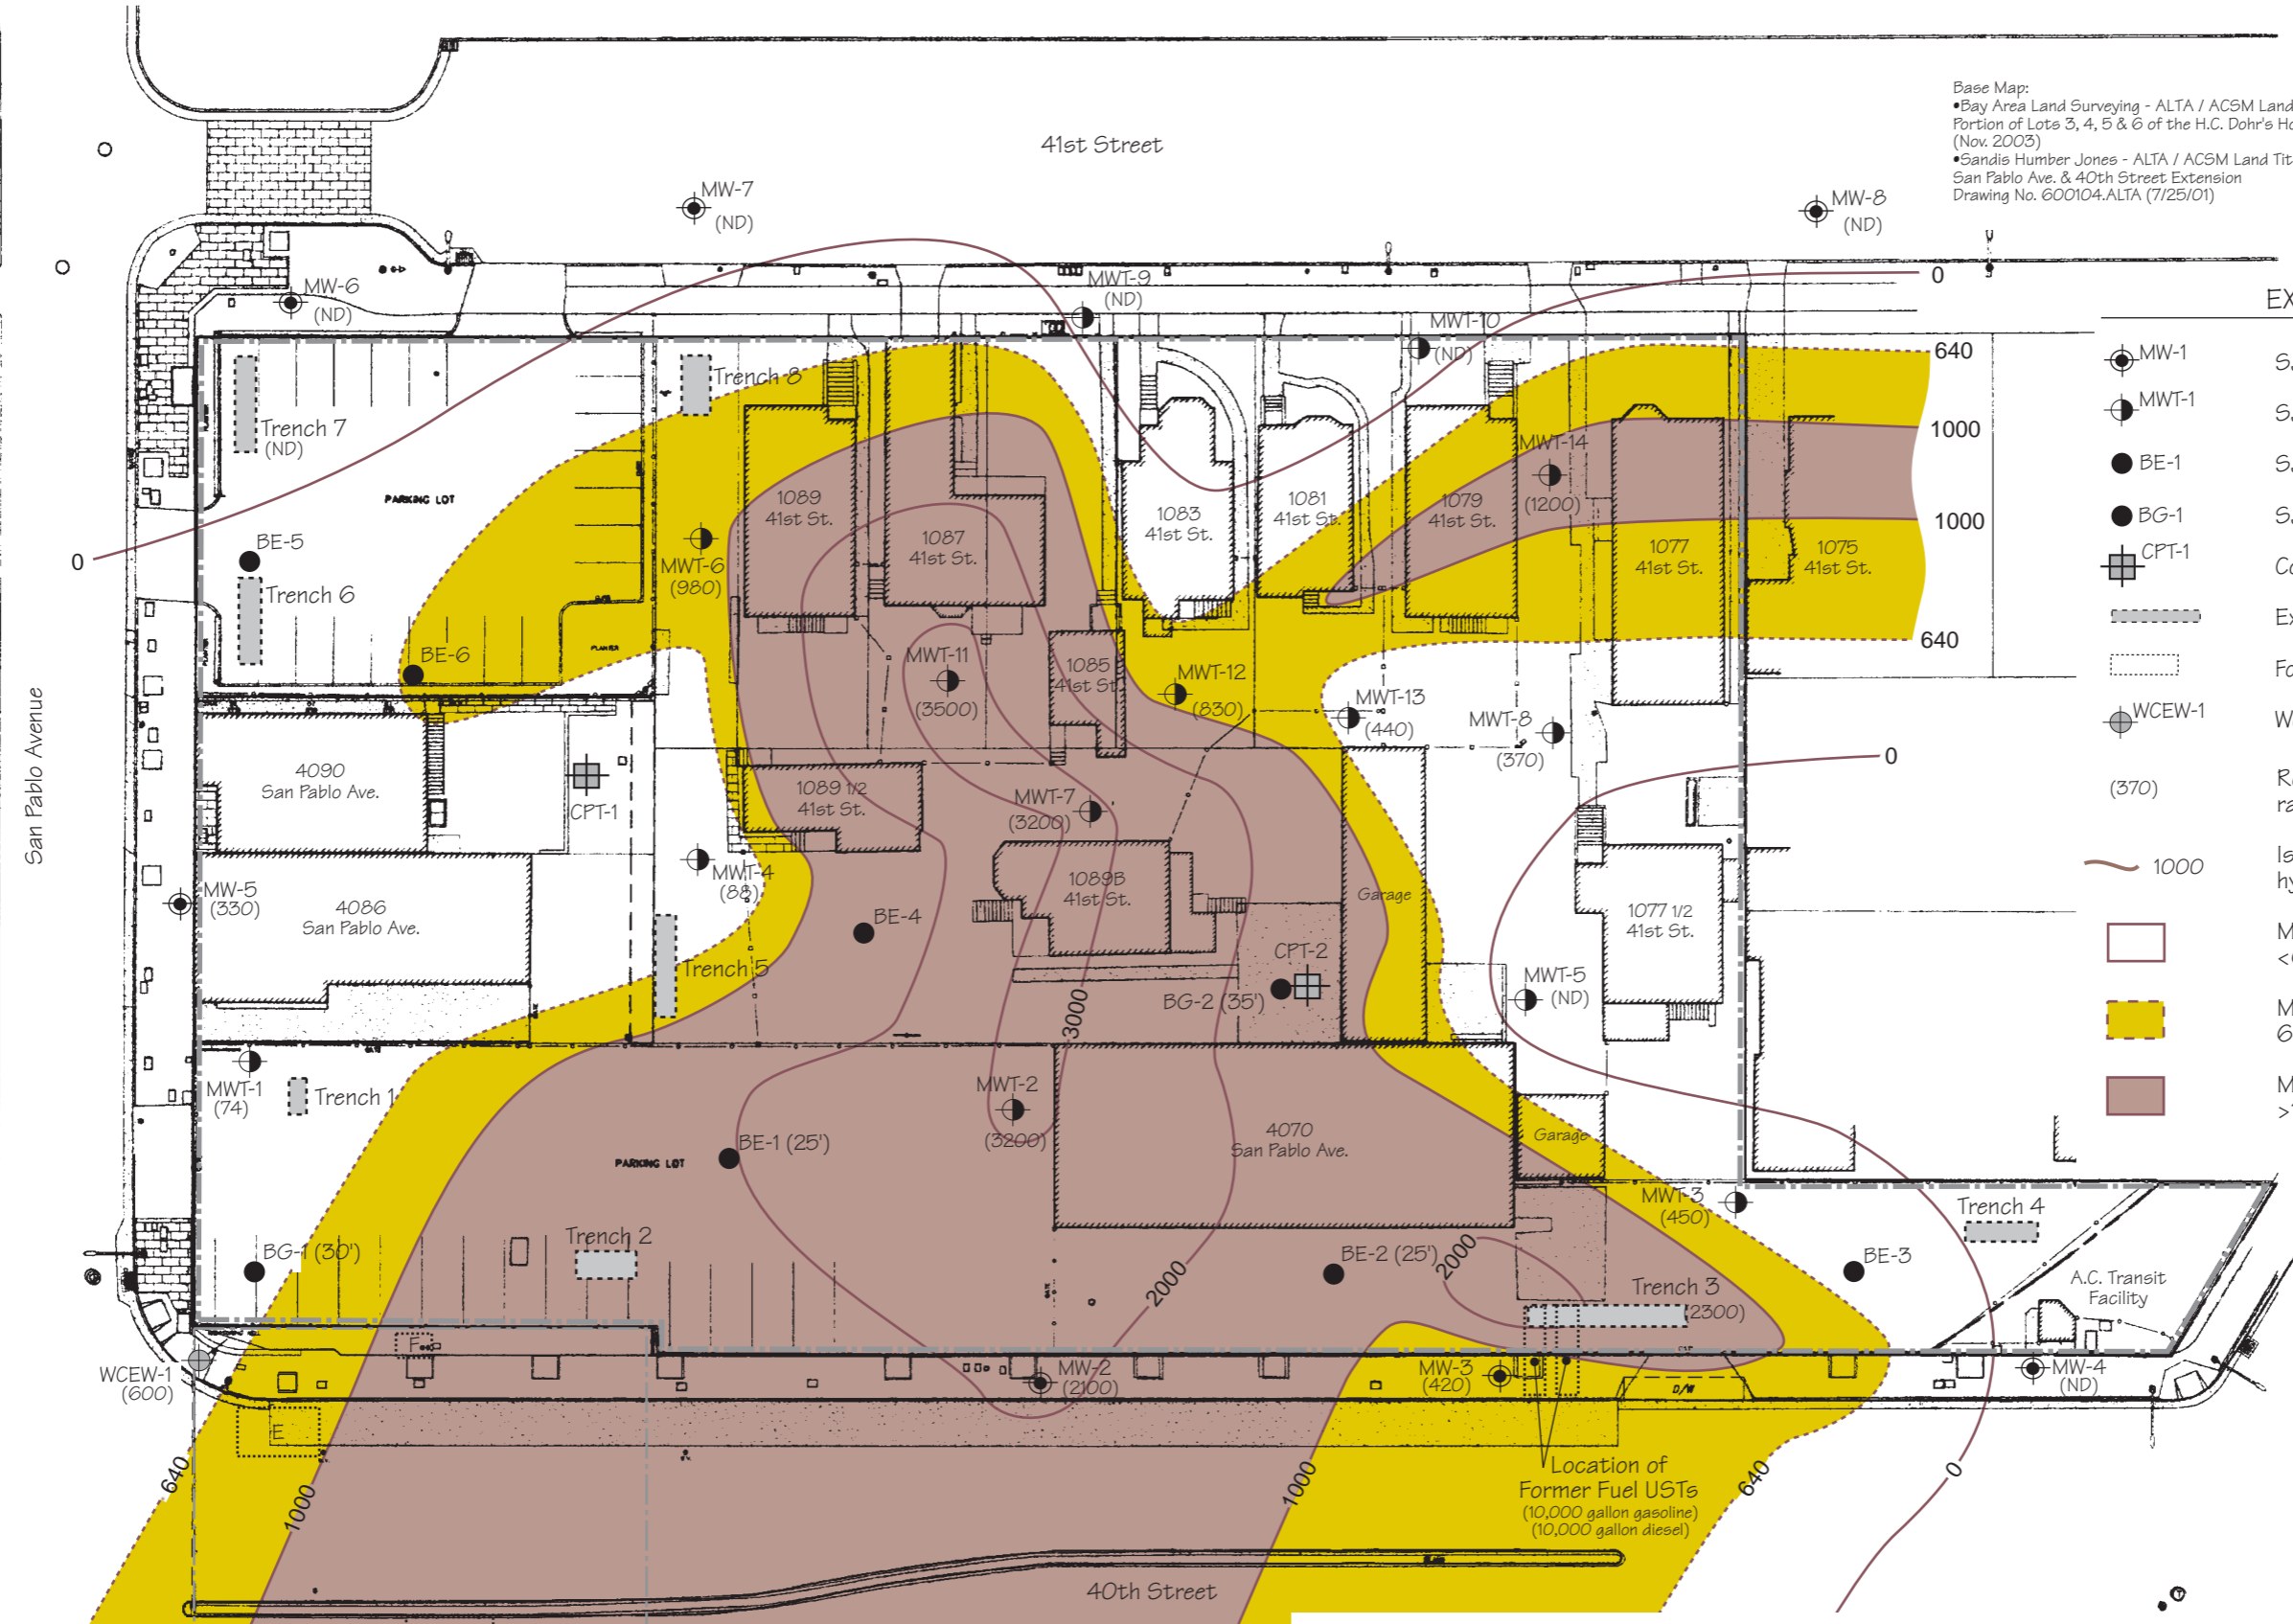 41st Street
Base Map:
•Bay Area Land Surveying - ALTA / ACSM Land
Portion of Lots 3, 4, 5 & 6 of the H.C. Dohr's Ho
(Nov. 2003)
•Sandis Humber Jones - ALTA / ACSM Land Tit
San Pablo Ave. & 40th Street Extension
Drawing No. 600104.ALTA (7/25/01)
MW-7
(ND)
MW-8
(ND)
MW-6
(ND)
MWT-9
(ND)
MWT-10
(ND)
0
640
1000
1000
640
0
0
Trench 7
(ND)
Trench 8
PARKING LOT
BE-5
Trench 6
BE-6
MWT-6
(980)
1089
41st St.
1087
41st St.
1083
41st St.
1081
41st St.
1079
41st St.
MWT-14
(1200)
1077
41st St.
1075
41st St.
MWT-11
(3500)
1085
41st St.
MWT-12
(830)
MWT-13
(440)
MWT-8
(370)
San Pablo Avenue
4090
San Pablo Ave.
CPT-1
1089 1/2
41st St.
MWT-7
(3200)
MWT-4
(88)
MW-5
(330)
4086
San Pablo Ave.
BE-4
1089B
41st St.
Garage
1077 1/2
41st St.
Trench 5
CPT-2
BG-2 (35')
MWT-5
(ND)
3000
MWT-1
(74)
Trench 1
MWT-2
(3200)
BE-1 (25')
PARKING LOT
4070
San Pablo Ave.
Garage
MWT-3
(450)
Trench 4
BG-1 (30')
Trench 2
BE-2 (25')
2000
2000
Trench 3
(2300)
BE-3
A.C. Transit
Facility
WCEW-1
(600)
F
E
MW-2
(2100)
MW-3
(420)
D/W
MW-4
(ND)
640
1000
1000
640
0
Location of
Former Fuel USTs
(10,000 gallon gasoline)
(10,000 gallon diesel)
40th Street
EX
MW-1
MWT-1
BE-1
BG-1
CPT-1
Co
Ex
Fo
WCEW-1
W
(370)
R
ra
1000
Is
hy
M
<
M
6
M
>